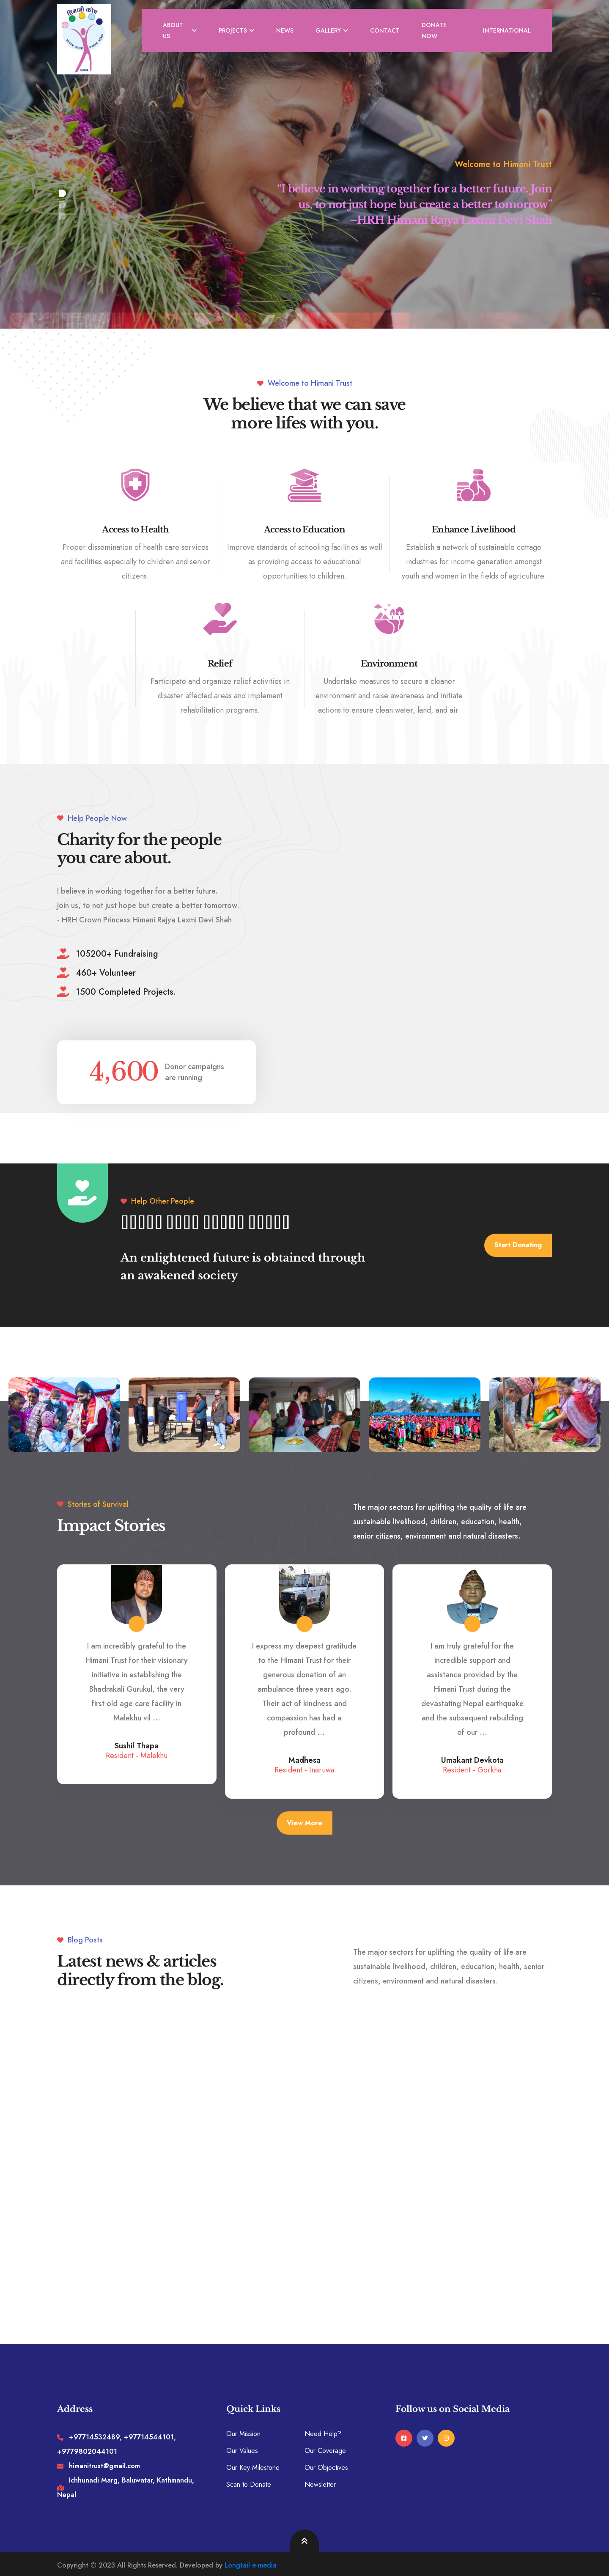 हिमानी कोष
ABOUT US
PROJECTS
NEWS
GALLERY
CONTACT
DONATE NOW
INTERNATIONAL
Welcome to Himani Trust
“I believe in working together for a better future. Join
us, to not just hope but create a better tomorrow”
–HRH Himani Rajya Laxmi Devi Shah
Welcome to Himani Trust
We believe that we can save
more lifes with you.
Access to Health
Proper dissemination of health care services
and facilities especially to children and senior
citizens.
Access to Education
Improve standards of schooling facilities as well
as providing access to educational
opportunities to children.
Enhance Livelihood
Establish a network of sustainable cottage
industries for income generation amongst
youth and women in the fields of agriculture.
Relief
Participate and organize relief activities in
disaster affected areas and implement
rehabilitation programs.
Environment
Undertake measures to secure a cleaner
environment and raise awareness and initiate
actions to ensure clean water, land, and air.
Help People Now
Charity for the people
you care about.
I believe in working together for a better future.
Join us, to not just hope but create a better tomorrow.
- HRH Crown Princess Himani Rajya Laxmi Devi Shah
105200+ Fundraising
460+ Volunteer
1500 Completed Projects.
4,600
Donor campaigns
are running
Help Other People
An enlightened future is obtained through
an awakened society
Start Donating
Stories of Survival
Impact Stories
The major sectors for uplifting the quality of life are
sustainable livelihood, children, education, health,
senior citizens, environment and natural disasters.
I am incredibly grateful to the
Himani Trust for their visionary
initiative in establishing the
Bhadrakali Gurukul, the very
first old age care facility in
Malekhu vil ...
Sushil Thapa
Resident - Malekhu
I express my deepest gratitude
to the Himani Trust for their
generous donation of an
ambulance three years ago.
Their act of kindness and
compassion has had a
profound ...
Madhesa
Resident - Inaruwa
I am truly grateful for the
incredible support and
assistance provided by the
Himani Trust during the
devastating Nepal earthquake
and the subsequent rebuilding
of our ...
Umakant Devkota
Resident - Gorkha
View More
Blog Posts
Latest news & articles
directly from the blog.
The major sectors for uplifting the quality of life are
sustainable livelihood, children, education, health, senior
citizens, environment and natural disasters.
Address
+97714532489, +97714544101,
+9779802044101
himanitrust@gmail.com
Ichhunadi Marg, Baluwatar, Kathmandu,
Nepal
Quick Links
Our Mission
Our Values
Our Key Milestone
Scan to Donate
Need Help?
Our Coverage
Our Objectives
Newsletter
Follow us on Social Media
Copyright © 2023 All Rights Reserved. Developed by Longtail e-media